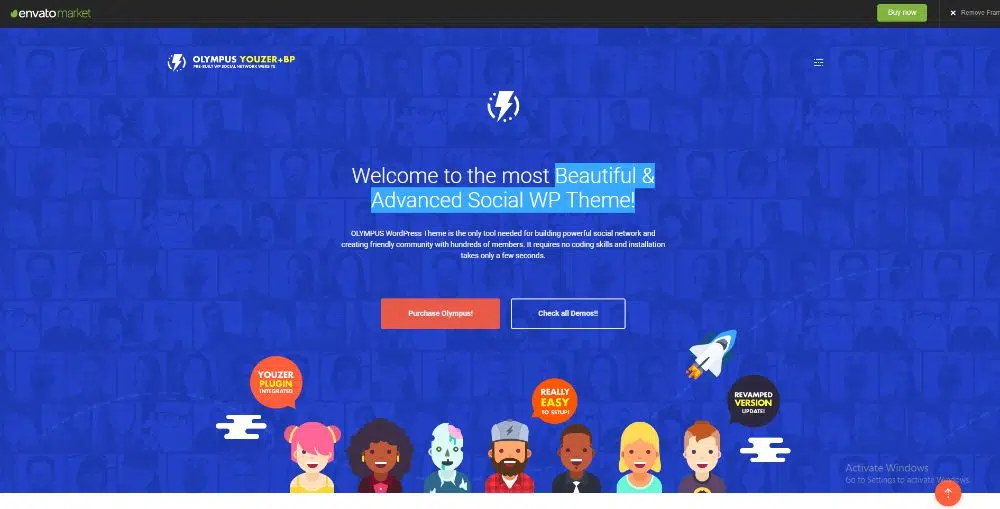 envato market
Buy now
✕ Remove Fram
OLYMPUS YOUZER+BP
PRE-BUILT WP SOCIAL NETWORK WEBSITE
Welcome to the most Beautiful &
Advanced Social WP Theme!
OLYMPUS WordPress Theme is the only tool needed for building powerful social network and
creating friendly community with hundreds of members. It requires no coding skills and installation
takes only a few seconds.
Purchase Olympus!
Check all Demos!!
YOUZER
PLUGIN
INTEGRATED
REALLY
EASY
TO SETUP!
REVAMPED
VERSION
UPDATE!
Activate Windows
Go to Settings to activate Windows.